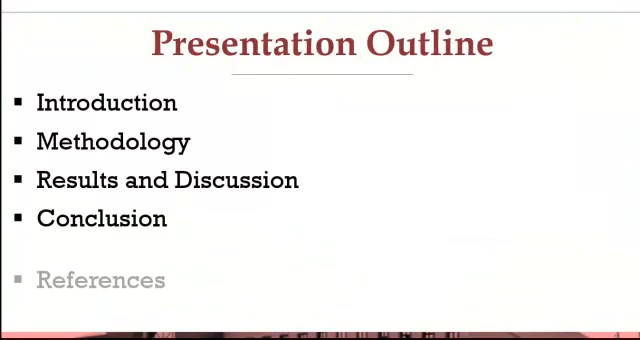 Presentation Outline
▪ Introduction
▪ Methodology
▪ Results and Discussion
▪ Conclusion
▪ References